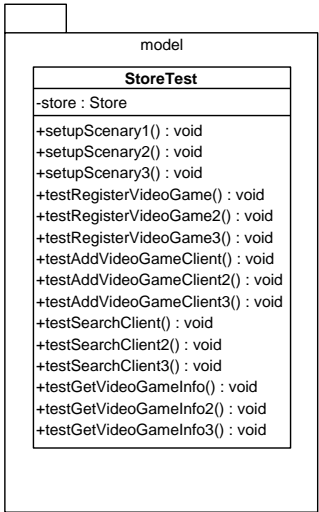 model
StoreTest
-store : Store
+setupScenary1() : void
+setupScenary2() : void
+setupScenary3() : void
+testRegisterVideoGame() : void
+testRegisterVideoGame2() : void
+testRegisterVideoGame3() : void
+testAddVideoGameClient() : void
+testAddVideoGameClient2() : void
+testAddVideoGameClient3() : void
+testSearchClient() : void
+testSearchClient2() : void
+testSearchClient3() : void
+testGetVideoGameInfo() : void
+testGetVideoGameInfo2() : void
+testGetVideoGameInfo3() : void